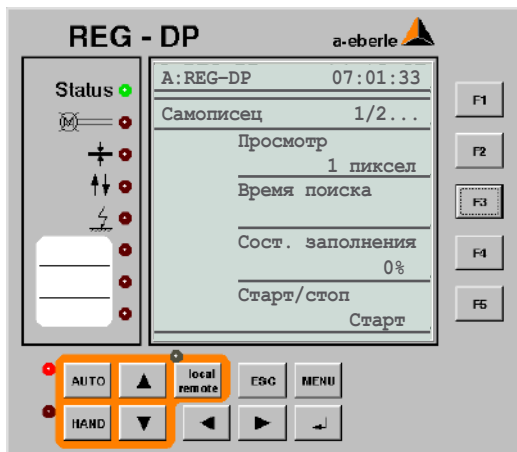 REG - DP
a-eberle
Status
A:REG-DP 07:01:33
Самописец 1/2...
Просмотр
1 пиксел
Время поиска
Сост. заполнения
0%
Старт/стоп
Старт
F1
F2
F3
F4
F5
M
AUTO
local
remote
ESC
MENU
HAND